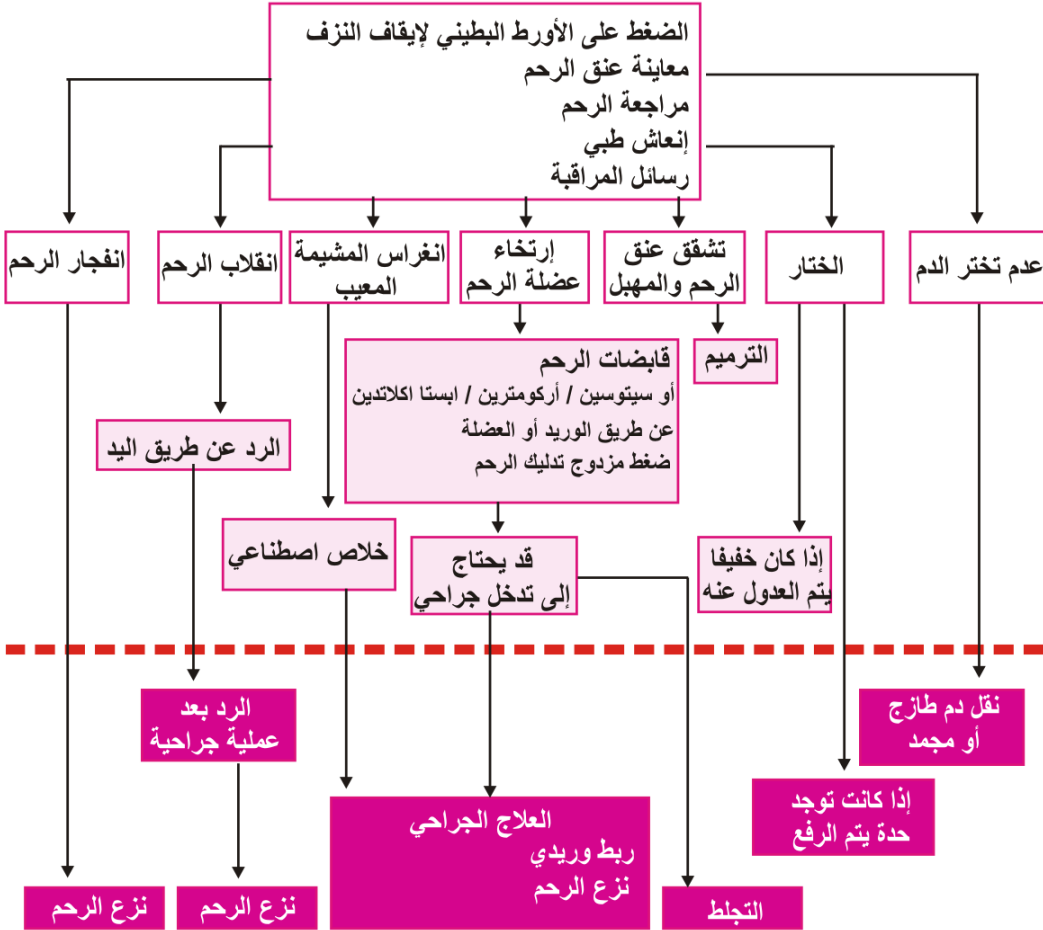 الضغط على الأورط البطيني لإيقاف النزف
معاينة عنق الرحم
مراجعة الرحم
إنعاش طبي
رسائل المراقبة
عدم تختر الدم
الختار
تشقق عنق
الرحم والمهبل
إرتخاء
عضلة الرحم
انغراس المشيمة
المعيب
انقلاب الرحم
انفجار الرحم
الترميم
قابضات الرحم
أو سيتوسين / أركومترين / ابستا اكلاتدين
عن طريق الوريد أو العضلة
ضغط مزدوج تدليك الرحم
الرد عن طريق اليد
إذا كان خفيفا
يتم العدول عنه
قد يحتاج
إلى تدخل جراحي
خلاص اصطناعي
نقل دم طازج
أو مجمد
الرد بعد
عملية جراحية
إذا كانت توجد
حدة يتم الرفع
العلاج الجراحي
ربط وريدي
نزع الرحم
التجلط
نزع الرحم
نزع الرحم